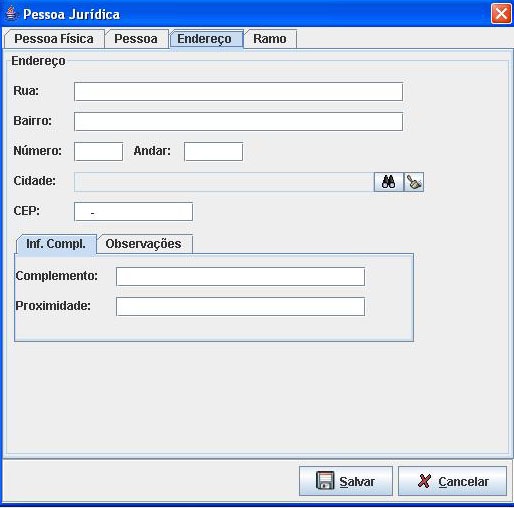 Pessoa Jurídica
Pessoa Física Pessoa Endereço Ramo
Endereço
Rua:
Bairro:
Número: Andar:
Cidade:
CEP: -
Inf. Compl. Observações
Complemento:
Proximidade:
Salvar Cancelar